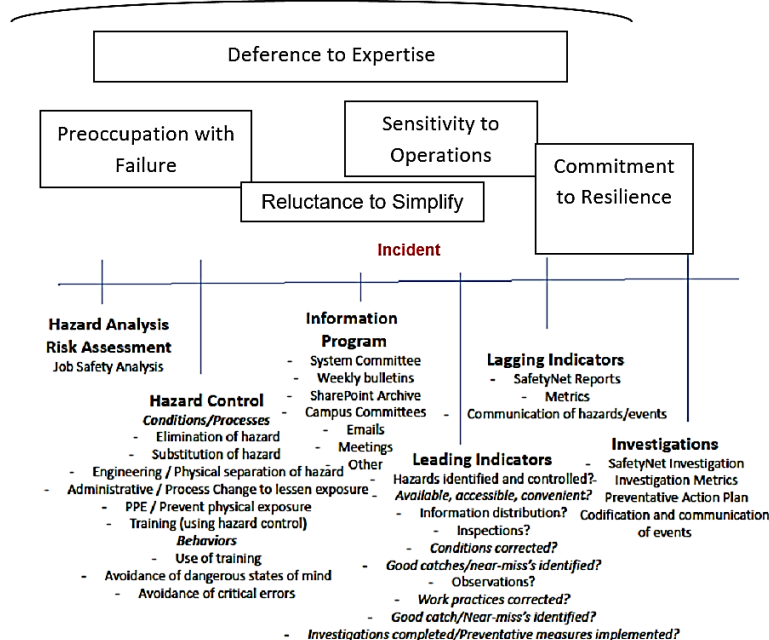 Deference to Expertise
Preoccupation with
Failure
Sensitivity to
Operations
Commitment
to Resilience
Reluctance to Simplify
Incident
Hazard Analysis
Risk Assessment
Job Safety Analysis
Hazard Control
Conditions/Processes
- Elimination of hazard
- Substitution of hazard
- Engineering / Physical separation of hazard
- Administrative / Process Change to lessen exposure
- PPE / Prevent physical exposure
- Training (using hazard control)
Behaviors
- Use of training
- Avoidance of dangerous states of mind
- Avoidance of critical errors
Information
Program
- System Committee
- Weekly bulletins
- SharePoint Archive
- Campus Committees
- Emails
- Meetings
- Other
Leading Indicators
- Hazards identified and controlled?
- Available, accessible, convenient?
- Information distribution?
- Inspections?
- Conditions corrected?
- Good catches/near-miss's identified?
- Observations?
- Work practices corrected?
- Good catch/Near-miss's identified?
- Investigations completed/Preventative measures implemented?
Lagging Indicators
- SafetyNet Reports
- Metrics
- Communication of hazards/events
Investigations
- SafetyNet Investigation
- Investigation Metrics
- Preventative Action Plan
- Codification and communication
of events